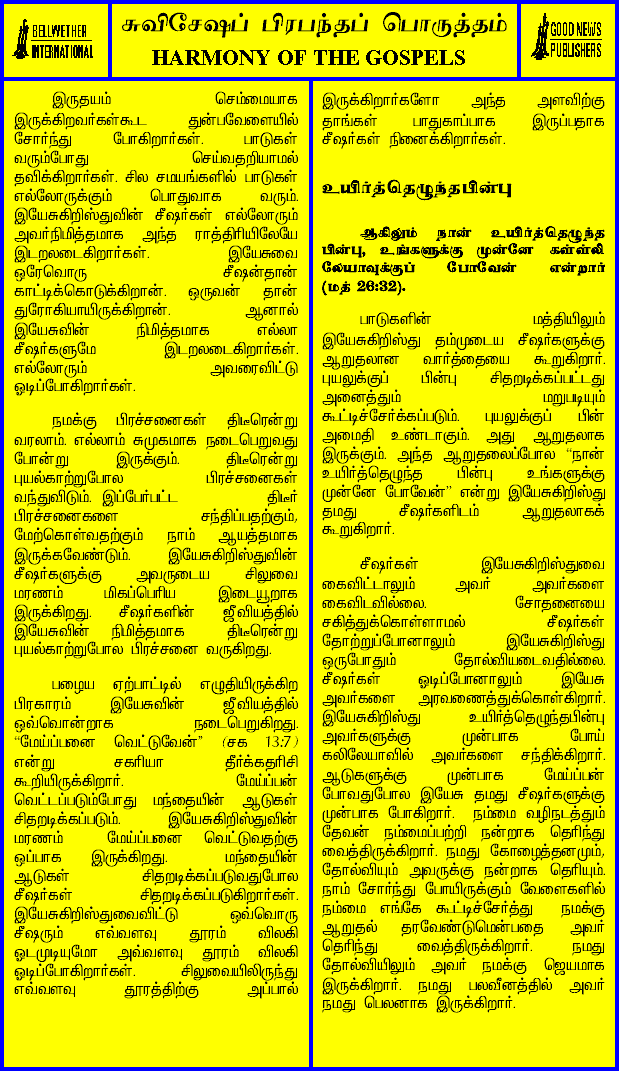 BELLWETHER
INTERNATIONAL
சுவிசேஷப் பிரபந்தப் பொருத்தம்
HARMONY OF THE GOSPELS
GOOD NEWS
PUBLISHERS
இருதயம் செம்மையாக
இருக்கிறவர்கள்கூட துன்பவேளையில்
சோர்ந்து போகிறார்கள். பாடுகள்
வரும்போது செய்வதறியாமல்
தவிக்கிறார்கள். சில சமயங்களில் பாடுகள்
எல்லோருக்கும் பொதுவாக வரும்.
இயேசுகிறிஸ்துவின் சீஷர்கள் எல்லோரும்
அவர்நிமித்தமாக அந்த ராத்திரியிலேயே
இடறலடைகிறார்கள். இயேசுவை
ஒரேவொரு சீஷன்தான்
காட்டிக்கொடுக்கிறான். ஒருவன் தான்
துரோகியாயிருக்கிறான். ஆனால்
இயேசுவின் நிமித்தமாக எல்லா
சீஷர்களுமே இடறலடைகிறார்கள்.
எல்லோரும் அவரைவிட்டு
ஓடிப்போகிறார்கள்.
நமக்கு பிரச்சனைகள் திடீரென்று
வரலாம். எல்லாம் சுமுகமாக நடைபெறுவது
போன்று இருக்கும். திடீரென்று
புயல்காற்றுபோல பிரச்சனைகள்
வந்துவிடும். இப்பேர்பட்ட திடீர்
பிரச்சனைகளை சந்திப்பதற்கும்,
மேற்கொள்வதற்கும் நாம் ஆயத்தமாக
இருக்கவேண்டும். இயேசுகிறிஸ்துவின்
சீஷர்களுக்கு அவருடைய சிலுவை
மரணம் மிகப்பெரிய இடையூறாக
இருக்கிறது. சீஷர்களின் ஜீவியத்தில்
இயேசுவின் நிமித்தமாக திடீரென்று
புயல்காற்றுபோல பிரச்சனை வருகிறது.
பழைய ஏற்பாட்டில் எழுதியிருக்கிற
பிரகாரம் இயேசுவின் ஜீவியத்தில்
ஒவ்வொன்றாக நடைபெறுகிறது.
“மேய்ப்பனை வெட்டுவேன்” (சக 13:7)
என்று சகரியா தீர்க்கதரிசி
கூறியிருக்கிறார். மேய்ப்பன்
வெட்டப்படும்போது மந்தையின் ஆடுகள்
சிதறடிக்கப்படும். இயேசுகிறிஸ்துவின்
மரணம் மேய்ப்பனை வெட்டுவதற்கு
ஒப்பாக இருக்கிறது. மந்தையின்
ஆடுகள் சிதறடிக்கப்படுவதுபோல
சீஷர்கள் சிதறடிக்கப்படுகிறார்கள்.
இயேசுகிறிஸ்துவைவிட்டு ஒவ்வொரு
சீஷரும் எவ்வளவு தூரம் விலகி
ஓடமுடியுமோ அவ்வளவு தூரம் விலகி
ஓடிப்போகிறார்கள். சிலுவையிலிருந்து
எவ்வளவு தூரத்திற்கு அப்பால்
இருக்கிறார்களோ அந்த அளவிற்கு
தாங்கள் பாதுகாப்பாக இருப்பதாக
சீஷர்கள் நினைக்கிறார்கள்.
உயிர்த்தெழுந்தபின்பு
ஆகிலும் நான் உயிர்த்தெழுந்த
பின்பு, உங்களுக்கு முன்னே கலிலே
லேயாவுக்குப் போவேன் என்றார்
(மத் 26:32).
பாடுகளின் மத்தியிலும்
இயேசுகிறிஸ்து தம்முடைய சீஷர்களுக்கு
ஆறுதலான வார்த்தையை கூறுகிறார்.
புயலுக்குப் பின்பு சிதறடிக்கப்பட்டது
அனைத்தும் மறுபடியும்
கூட்டிச்சேர்க்கப்படும். புயலுக்குப் பின்
அமைதி உண்டாகும். அது ஆறுதலாக
இருக்கும். அந்த ஆறுதலைப்போல “நான்
உயிர்த்தெழுந்த பின்பு உங்களுக்கு
முன்னே போவேன்” என்று இயேசுகிறிஸ்து
தமது சீஷர்களிடம் ஆறுதலாகக்
கூறுகிறார்.
சீஷர்கள் இயேசுகிறிஸ்துவை
கைவிட்டாலும் அவர் அவர்களை
கைவிடவில்லை. சோதனையை
சகித்துக்கொள்ளாமல் சீஷர்கள்
தோற்றுப்போனாலும் இயேசுகிறிஸ்து
ஒருபோதும் தோல்வியடைவதில்லை.
சீஷர்கள் ஓடிப்போனாலும் இயேசு
அவர்களை அரவணைத்துக்கொள்கிறார்.
இயேசுகிறிஸ்து உயிர்த்தெழுந்தபின்பு
அவர்களுக்கு முன்பாக போய்
கலிலேயாவில் அவர்களை சந்திக்கிறார்.
ஆடுகளுக்கு முன்பாக மேய்ப்பன்
போவதுபோல இயேசு தமது சீஷர்களுக்கு
முன்பாக போகிறார். நம்மை வழிநடத்தும்
தேவன் நம்மைப்பற்றி நன்றாக தெரிந்து
வைத்திருக்கிறார். நமது கோழைத்தனமும்,
தோல்வியும் அவருக்கு நன்றாக தெரியும்.
நாம் சோர்ந்து போயிருக்கும் வேளைகளில்
நம்மை எங்கே கூட்டிச்சேர்த்து நமக்கு
ஆறுதல் தரவேண்டுமென்பதை அவர்
தெரிந்து வைத்திருக்கிறார். நமது
தோல்வியிலும் அவர் நமக்கு ஜெயமாக
இருக்கிறார். நமது பலவீனத்தில் அவர்
நமது பெலனாக இருக்கிறார்.